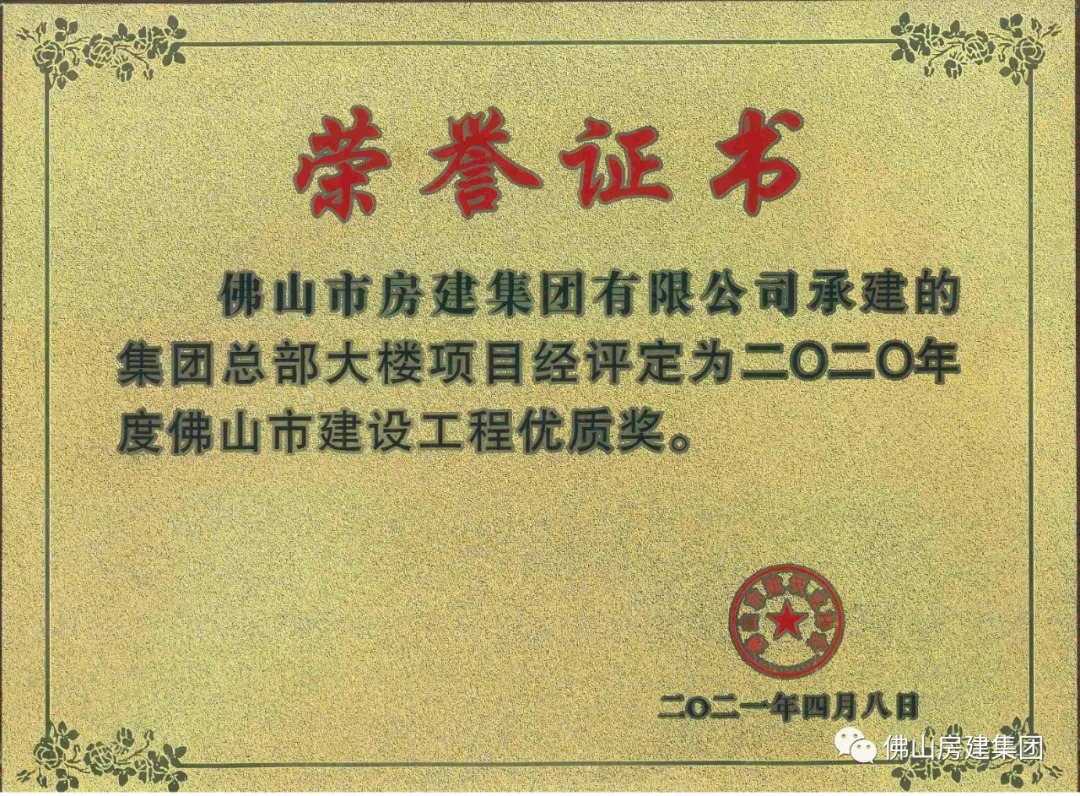 荣誉证书
佛山市房建集团有限公司承建的
集团总部大楼项目经评定为二〇二〇年
度佛山市建设工程优质奖。
二〇二一年四月八日
佛山房建集团